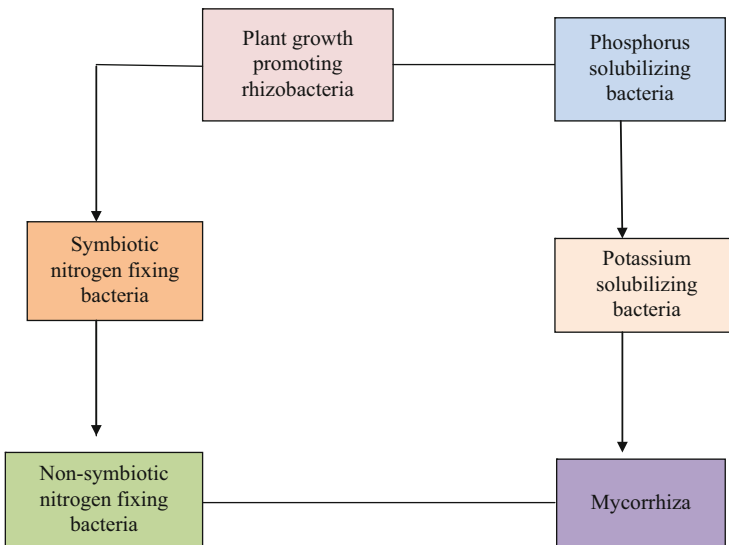 Plant growth
promoting
rhizobacteria
Phosphorus
solubilizing
bacteria
Symbiotic
nitrogen fixing
bacteria
Potassium
solubilizing
bacteria
Non-symbiotic
nitrogen fixing
bacteria
Mycorrhiza